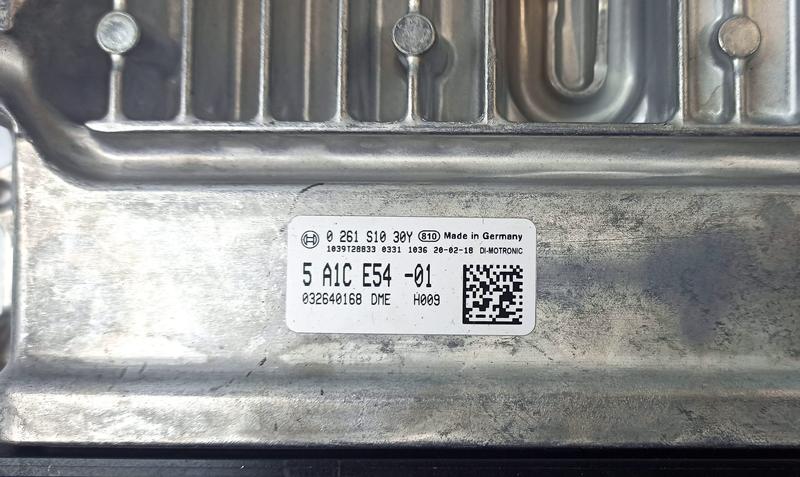 0 261 S10 30Y 810 Made in Germany
1039T28833 0331 1036 20-02-18 DI-MOTRONIC
5 A1C E54 -01
032640168 DME H009